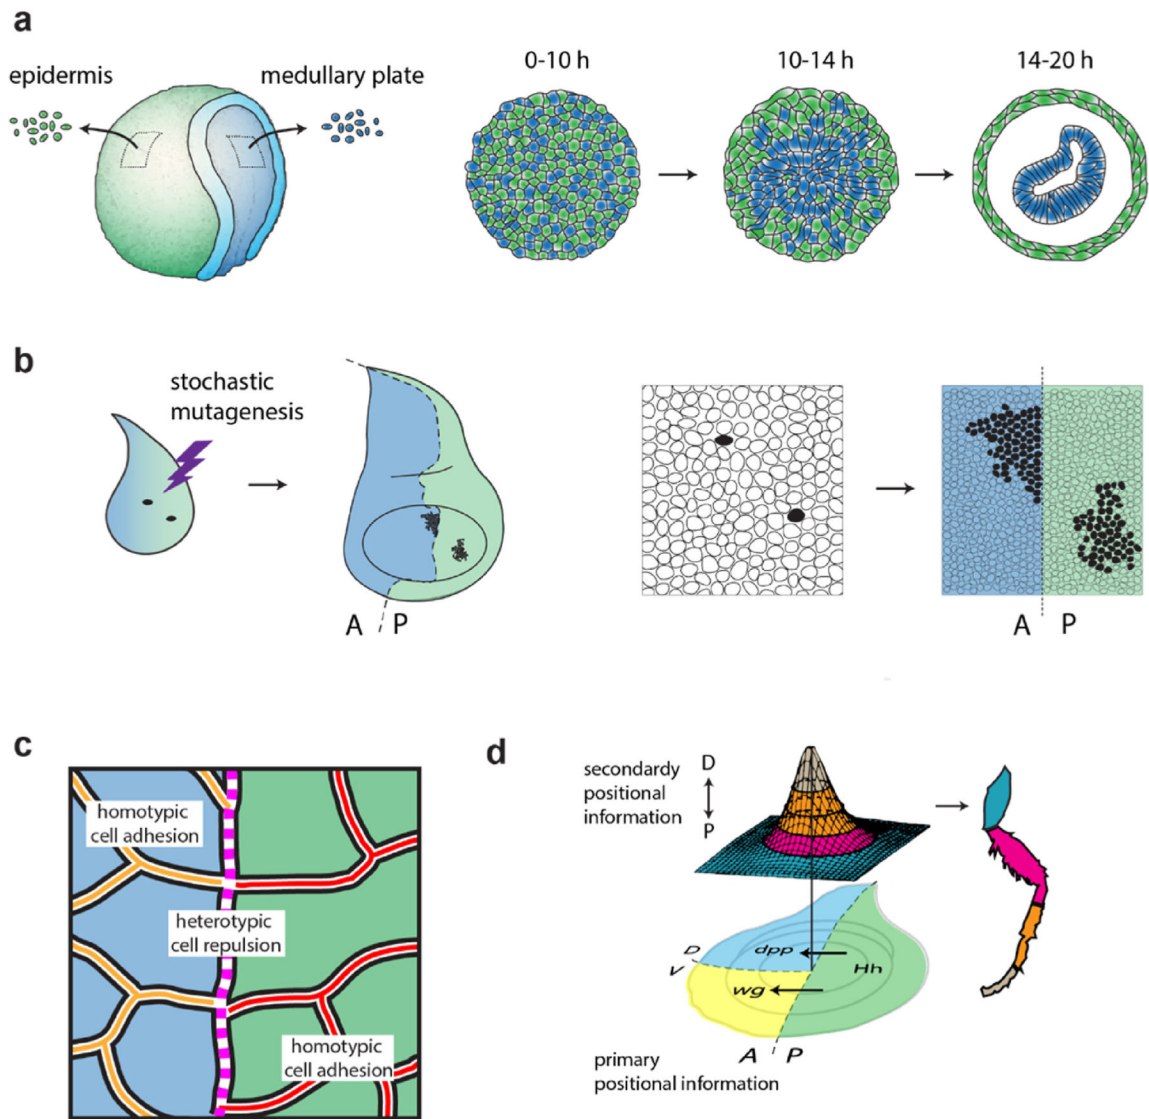 a
epidermis
medullary plate
0-10 h
10-14 h
14-20 h
b
stochastic
mutagenesis
A
P
A
P
c
homotypic
cell adhesion
heterotypic
cell repulsion
homotypic
cell adhesion
d
secondardy
positional
information
D
P
D
V
dpp
Hh
wg
A
P
primary
positional information